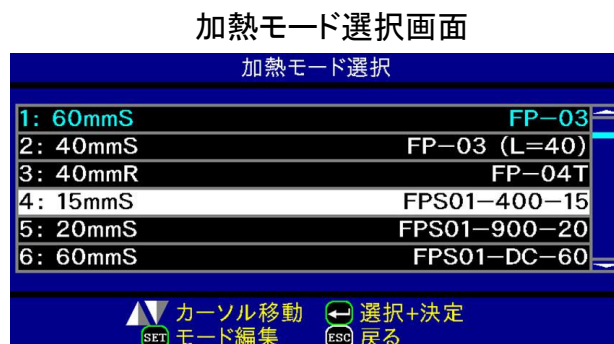 加熱モード選択画面
加熱モード選択
1: 60mmS FP−03
2: 40mmS FP−03 (L=40)
3: 40mmR FP−04T
4: 15mmS FPS01−400−15
5: 20mmS FPS01−900−20
6: 60mmS FPS01−DC−60
カーソル移動 選択+決定
SET モード編集 ESC 戻る